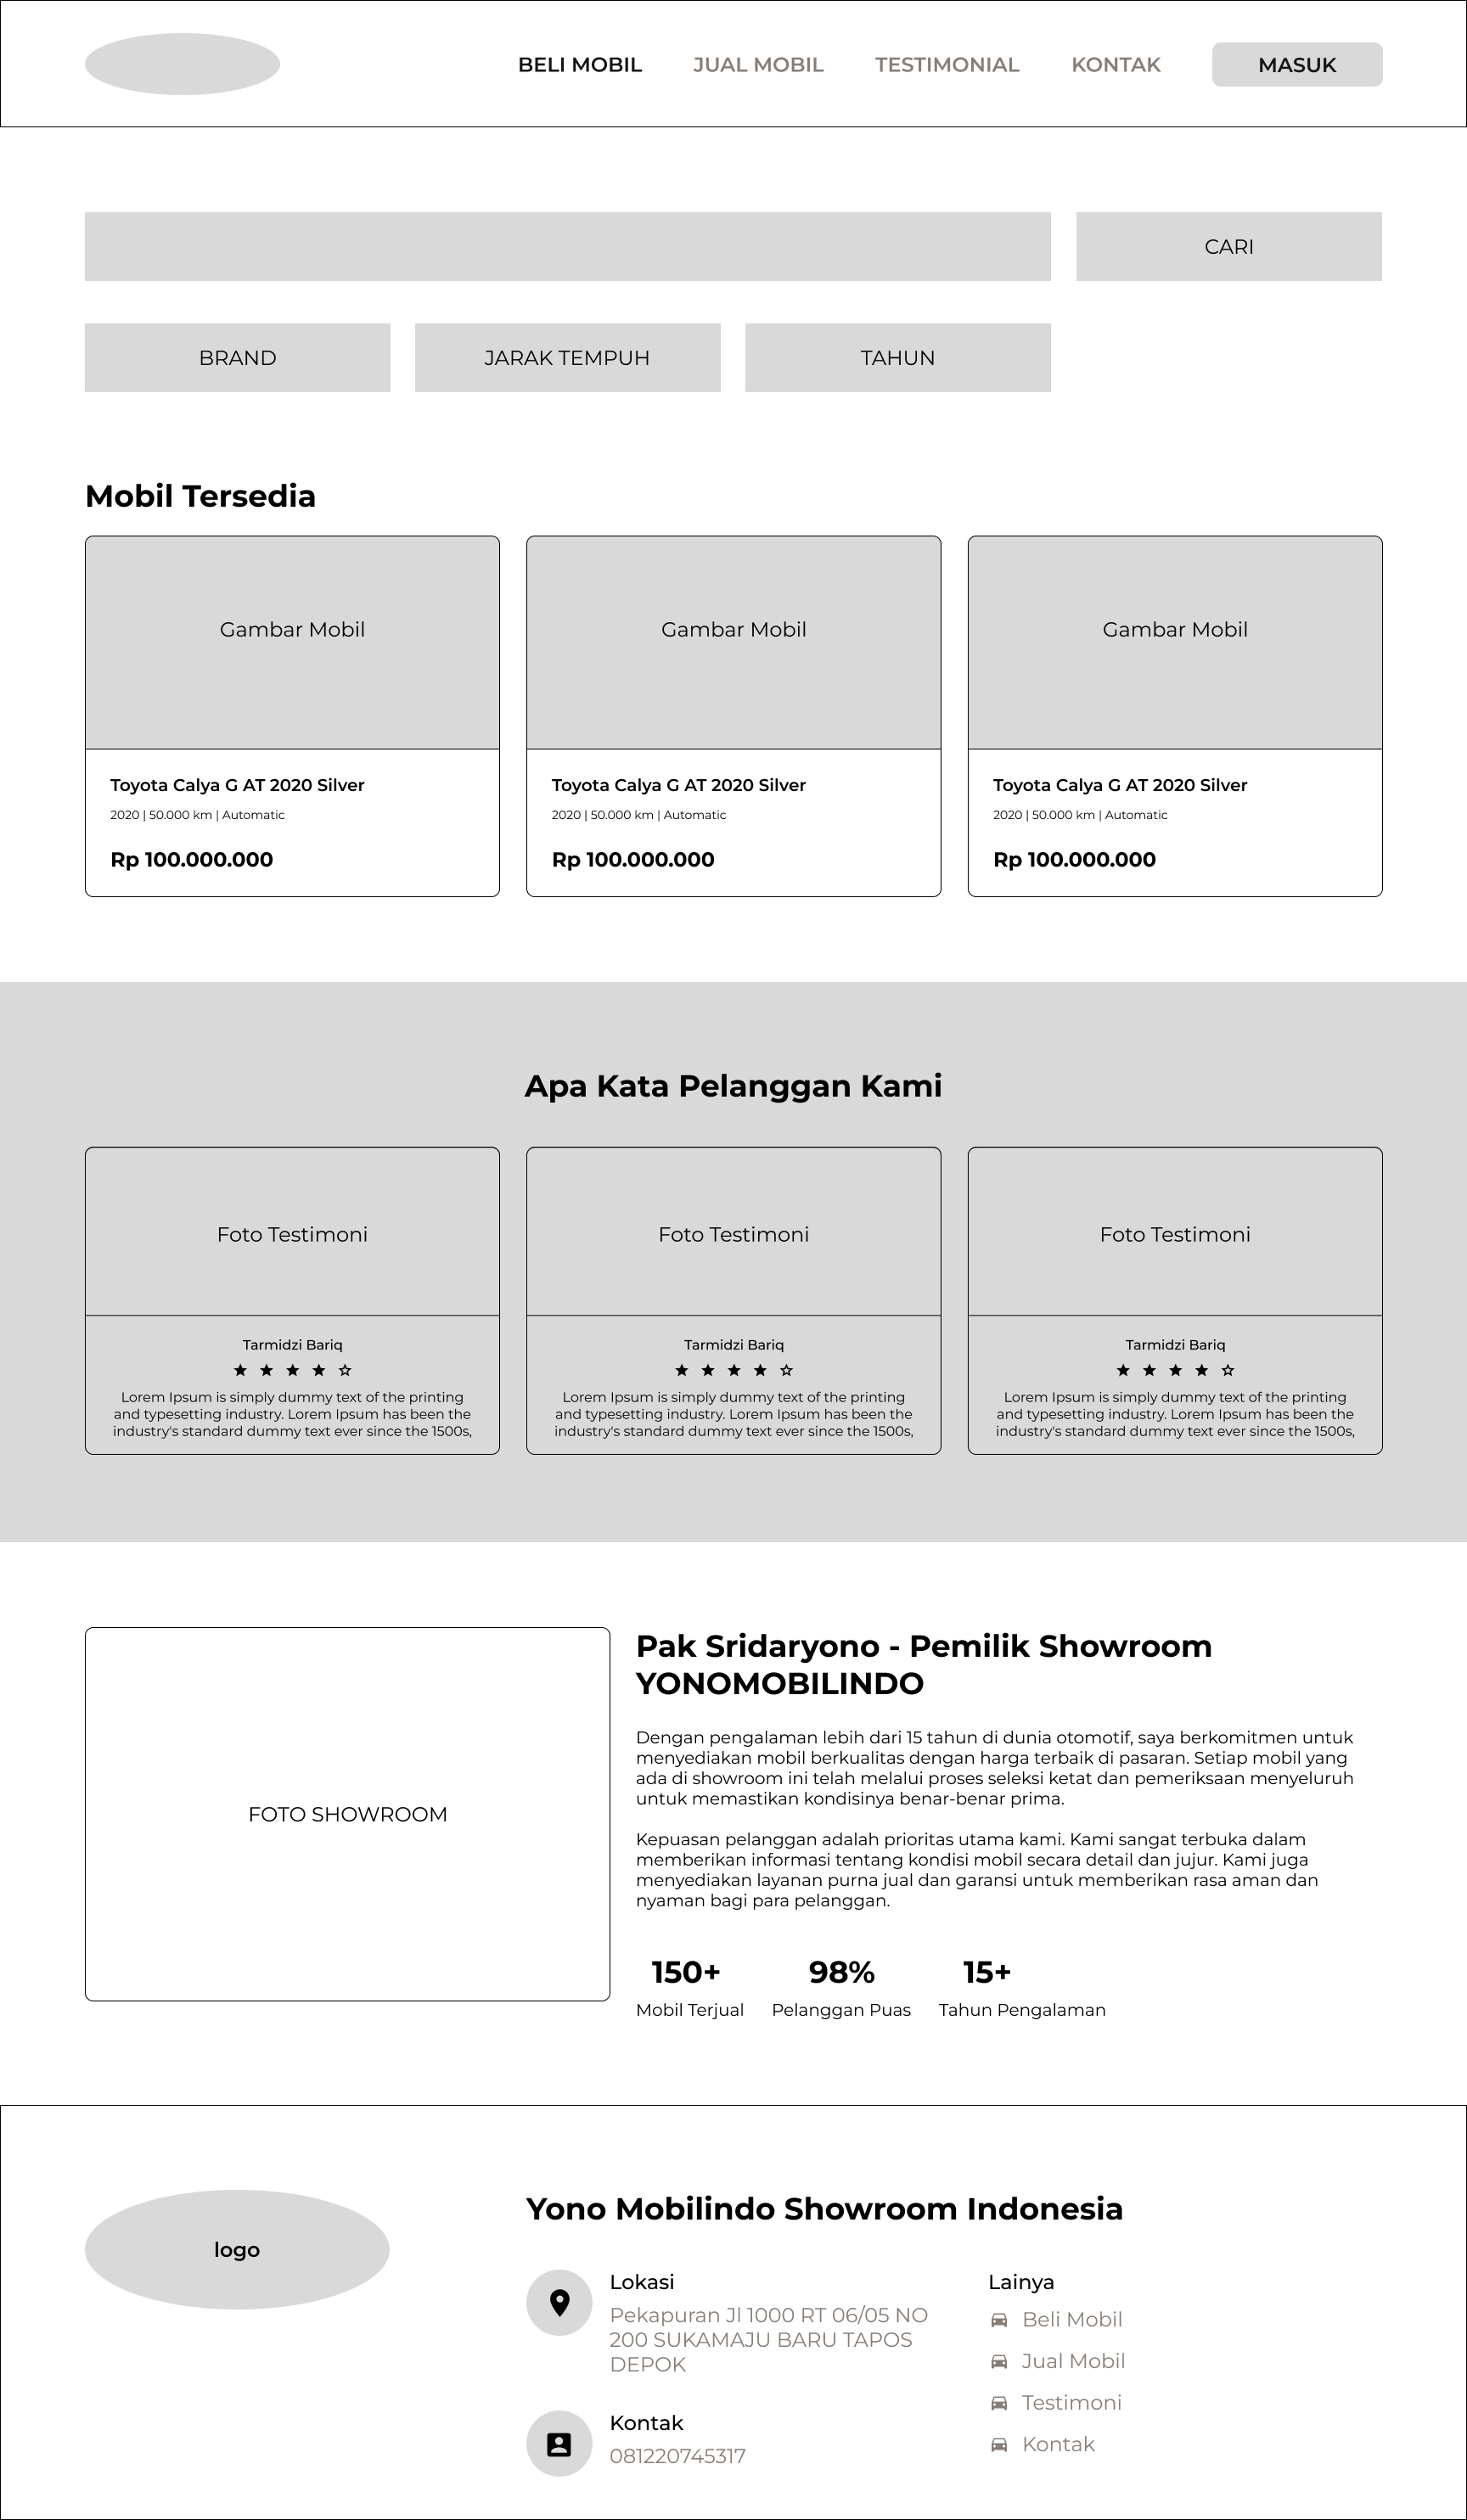 BELI MOBIL JUAL MOBIL TESTIMONIAL KONTAK MASUK
CARI
BRAND JARAK TEMPUH TAHUN
Mobil Tersedia
Gambar Mobil
Toyota Calya G AT 2020 Silver
2020 | 50.000 km | Automatic
Rp 100.000.000
Gambar Mobil
Toyota Calya G AT 2020 Silver
2020 | 50.000 km | Automatic
Rp 100.000.000
Gambar Mobil
Toyota Calya G AT 2020 Silver
2020 | 50.000 km | Automatic
Rp 100.000.000
Apa Kata Pelanggan Kami
Foto Testimoni
Tarmidzi Bariq
Lorem Ipsum is simply dummy text of the printing
and typesetting industry. Lorem Ipsum has been the
industry's standard dummy text ever since the 1500s,
Foto Testimoni
Tarmidzi Bariq
Lorem Ipsum is simply dummy text of the printing
and typesetting industry. Lorem Ipsum has been the
industry's standard dummy text ever since the 1500s,
Foto Testimoni
Tarmidzi Bariq
Lorem Ipsum is simply dummy text of the printing
and typesetting industry. Lorem Ipsum has been the
industry's standard dummy text ever since the 1500s,
FOTO SHOWROOM
Pak Sridaryono - Pemilik Showroom
YONOMOBILINDO
Dengan pengalaman lebih dari 15 tahun di dunia otomotif, saya berkomitmen untuk
menyediakan mobil berkualitas dengan harga terbaik di pasaran. Setiap mobil yang
ada di showroom ini telah melalui proses seleksi ketat dan pemeriksaan menyeluruh
untuk memastikan kondisinya benar-benar prima.
Kepuasan pelanggan adalah prioritas utama kami. Kami sangat terbuka dalam
memberikan informasi tentang kondisi mobil secara detail dan jujur. Kami juga
menyediakan layanan purna jual dan garansi untuk memberikan rasa aman dan
nyaman bagi para pelanggan.
150+ 98% 15+
Mobil Terjual Pelanggan Puas Tahun Pengalaman
logo
Yono Mobilindo Showroom Indonesia
Lokasi
Pekapuran Jl 1000 RT 06/05 NO
200 SUKAMAJU BARU TAPOS
DEPOK
Kontak
081220745317
Lainya
Beli Mobil
Jual Mobil
Testimoni
Kontak